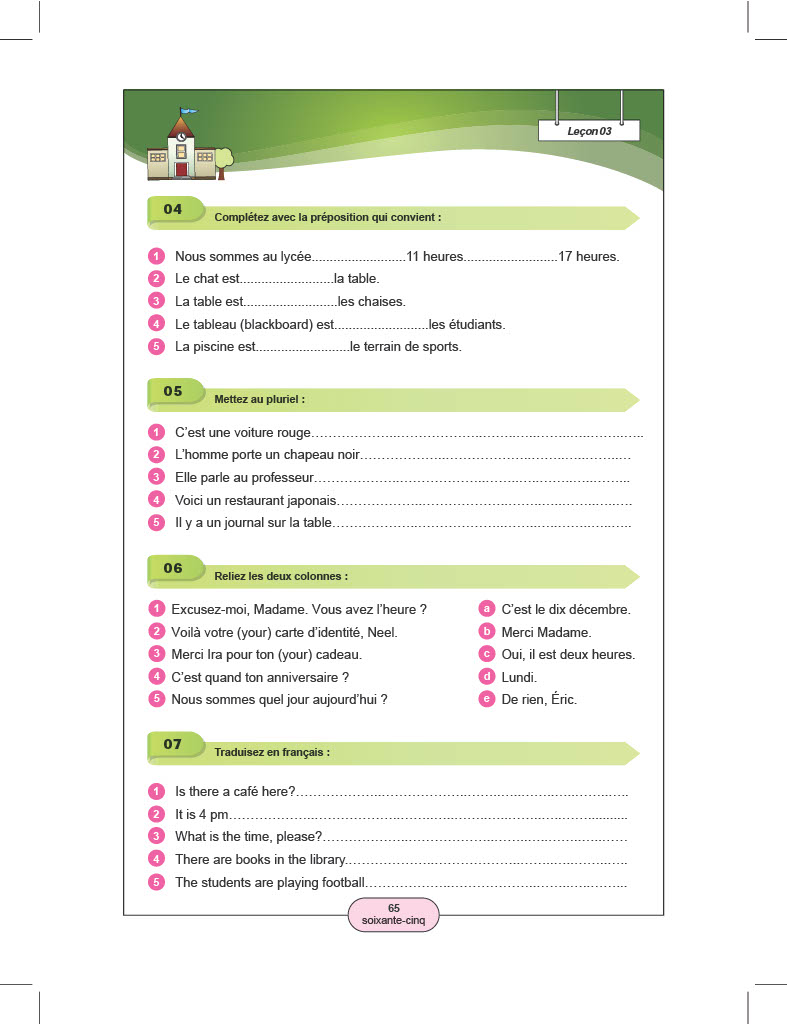 Leçon 03
04 Complétez avec la préposition qui convient :
1 Nous sommes au lycée..........................11 heures..........................17 heures.
2 Le chat est..........................la table.
3 La table est..........................les chaises.
4 Le tableau (blackboard) est..........................les étudiants.
5 La piscine est..........................le terrain de sports.
05 Mettez au pluriel :
1 C’est une voiture rouge……………………………………………………
2 L’homme porte un chapeau noir……………………………………………
3 Elle parle au professeur……………………………………………………
4 Voici un restaurant japonais………………………………………………
5 Il y a un journal sur la table………………………………………………
06 Reliez les deux colonnes :
1 Excusez-moi, Madame. Vous avez l’heure ? a C’est le dix décembre.
2 Voilà votre (your) carte d’identité, Neel. b Merci Madame.
3 Merci Ira pour ton (your) cadeau. c Oui, il est deux heures.
4 C’est quand ton anniversaire ? d Lundi.
5 Nous sommes quel jour aujourd’hui ? e De rien, Éric.
07 Traduisez en français :
1 Is there a café here?……………………………………………………
2 It is 4 pm……………………………………………………………………
3 What is the time, please?………………………………………………
4 There are books in the library……………………………………………
5 The students are playing football…………………………………………
65
soixante-cinq